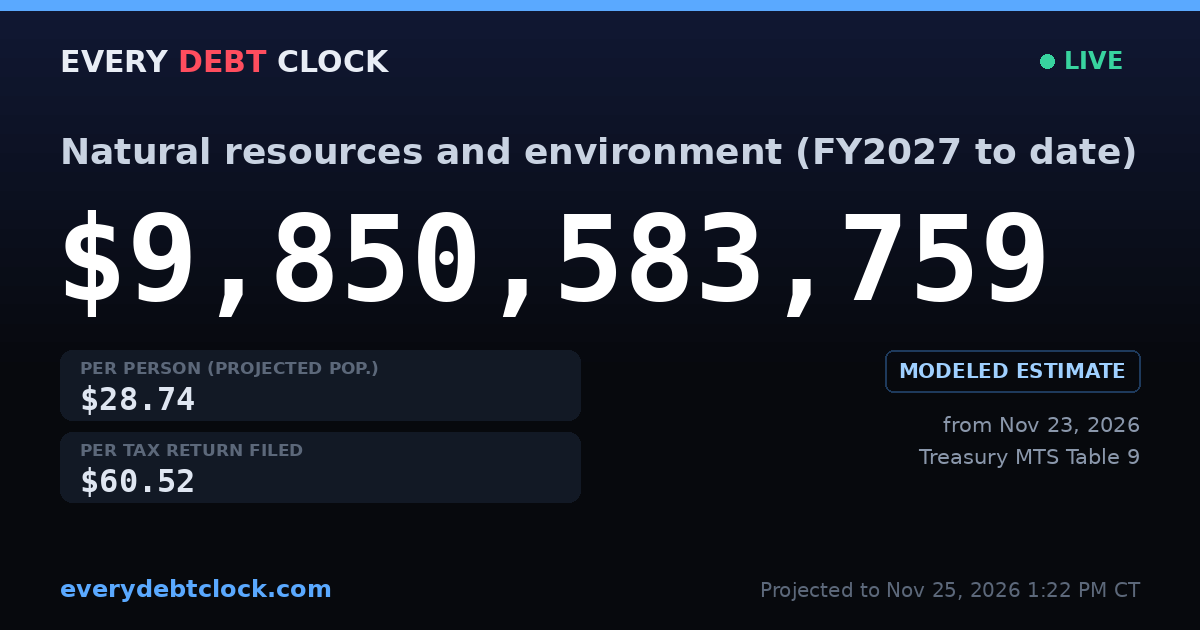 EVERY DEBT CLOCK
LIVE
Natural resources and environment (FY2027 to date)
$9,850,583,759
PER PERSON (PROJECTED POP.)
$28.74
PER TAX RETURN FILED
$60.52
MODELED ESTIMATE
from Nov 23, 2026
Treasury MTS Table 9
everydebtclock.com
Projected to Nov 25, 2026 1:22 PM CT